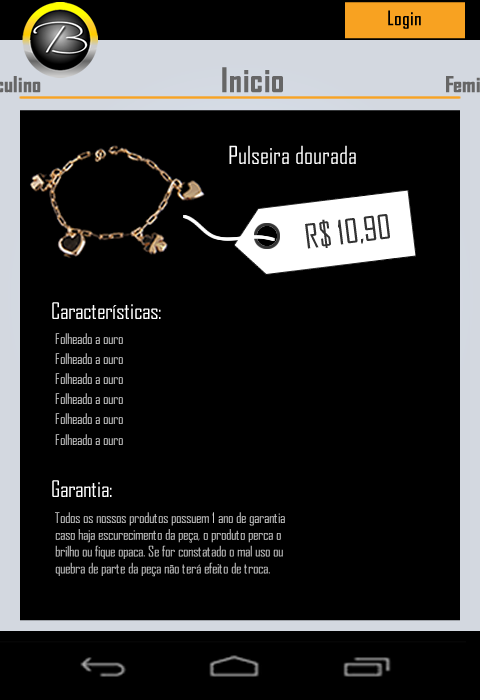 B
Login
culino
Inicio
Femi
Pulseira dourada
R$ 10,90
Características:
Folheado a ouro
Folheado a ouro
Folheado a ouro
Folheado a ouro
Folheado a ouro
Folheado a ouro
Garantia:
Todos os nossos produtos possuem 1 ano de garantia
caso haja escurecimento da peça, o produto perca o
brilho ou fique opaca. Se for constatado o mal uso ou
quebra de parte da peça não terá efeito de troca.